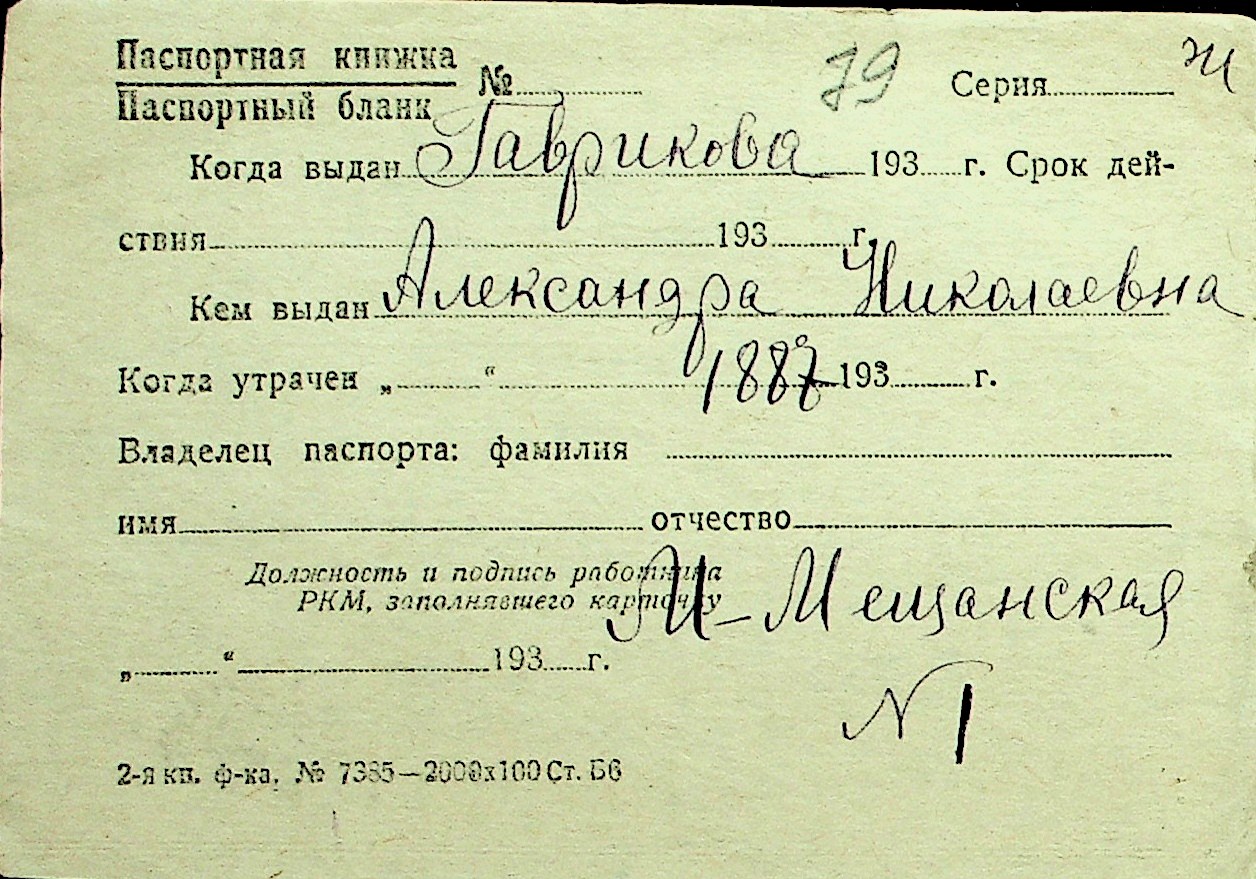 Паспортная книжка
Паспортный бланк № 79 Серия ж
Когда выдан Гаврикова 193 г. Срок дей-
ствия 193 г.
Кем выдан Александра Николаевна
Когда утрачен „ “ 1887 193 г.
Владелец паспорта: фамилия
имя отчество
Должность и подпись работника
РКМ, заполнявшего карточку
М-Мещанская
„ “ 193 г.
№ 1
2-я кн. ф-ка. № 7385—2000х100 Ст. Б6